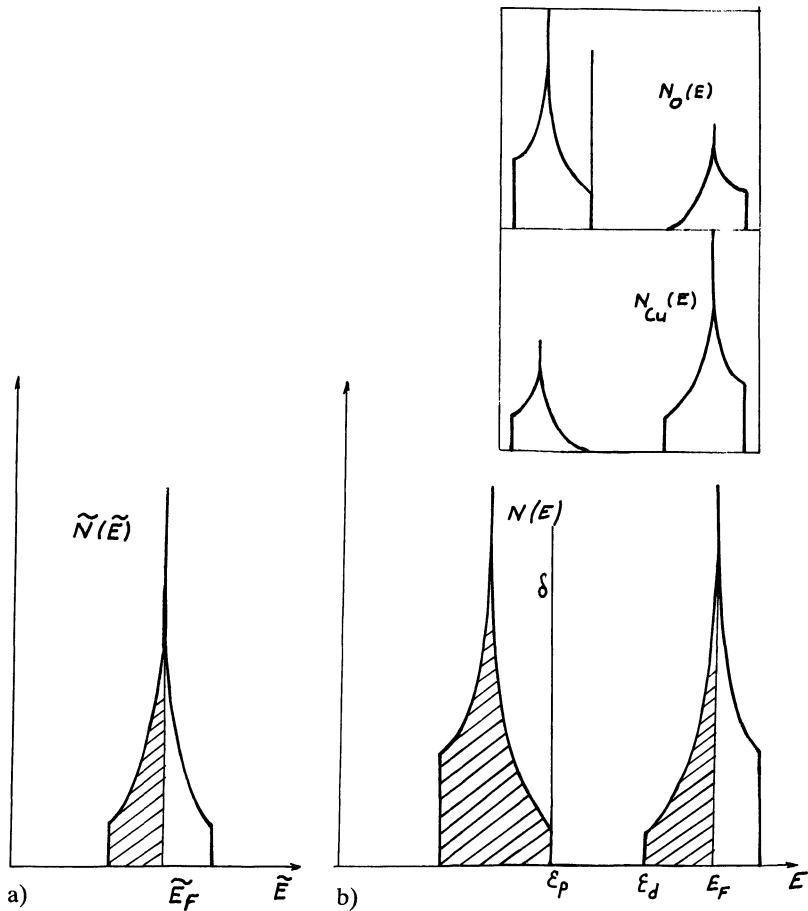 N_O(E)
N_Cu(E)
Ñ(Ẽ)
N(E)
δ
Ẽ_F Ẽ
ε_p ε_d E_F E
a) b)